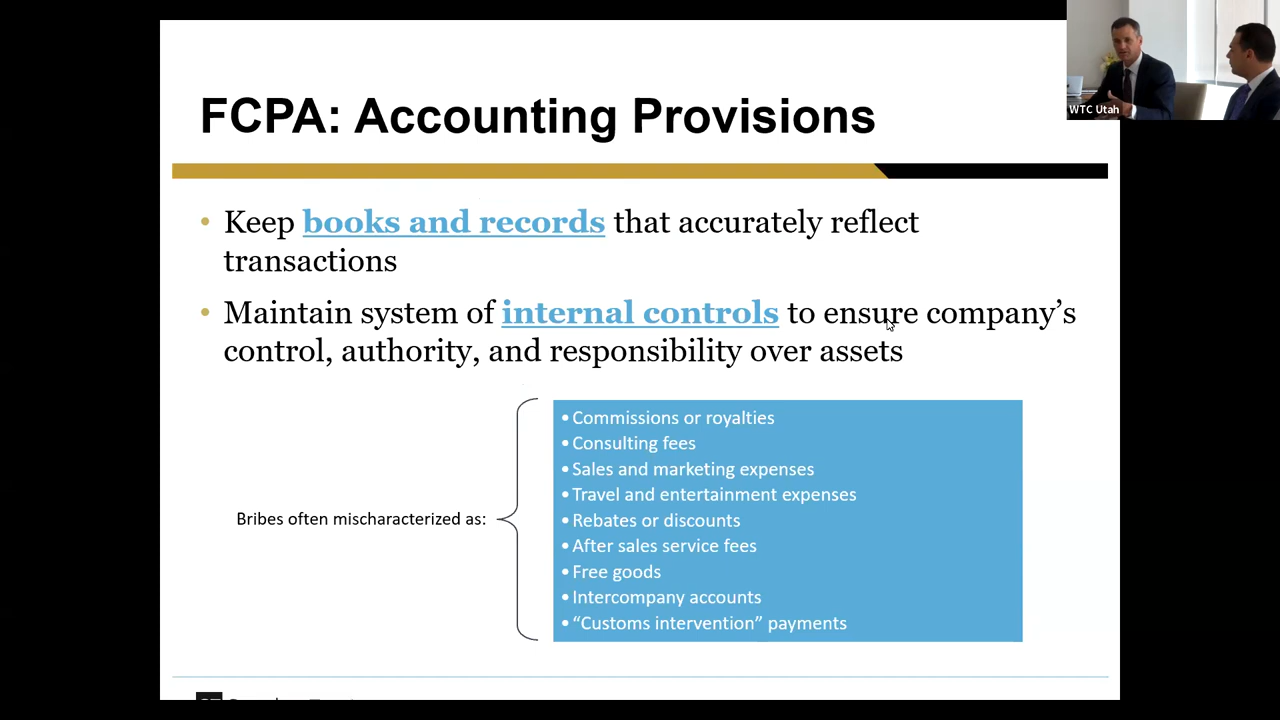 FCPA: Accounting Provisions
WTC Utah
• Keep books and records that accurately reflect
transactions
• Maintain system of internal controls to ensure company’s
control, authority, and responsibility over assets
Bribes often mischaracterized as:
• Commissions or royalties
• Consulting fees
• Sales and marketing expenses
• Travel and entertainment expenses
• Rebates or discounts
• After sales service fees
• Free goods
• Intercompany accounts
• “Customs intervention” payments